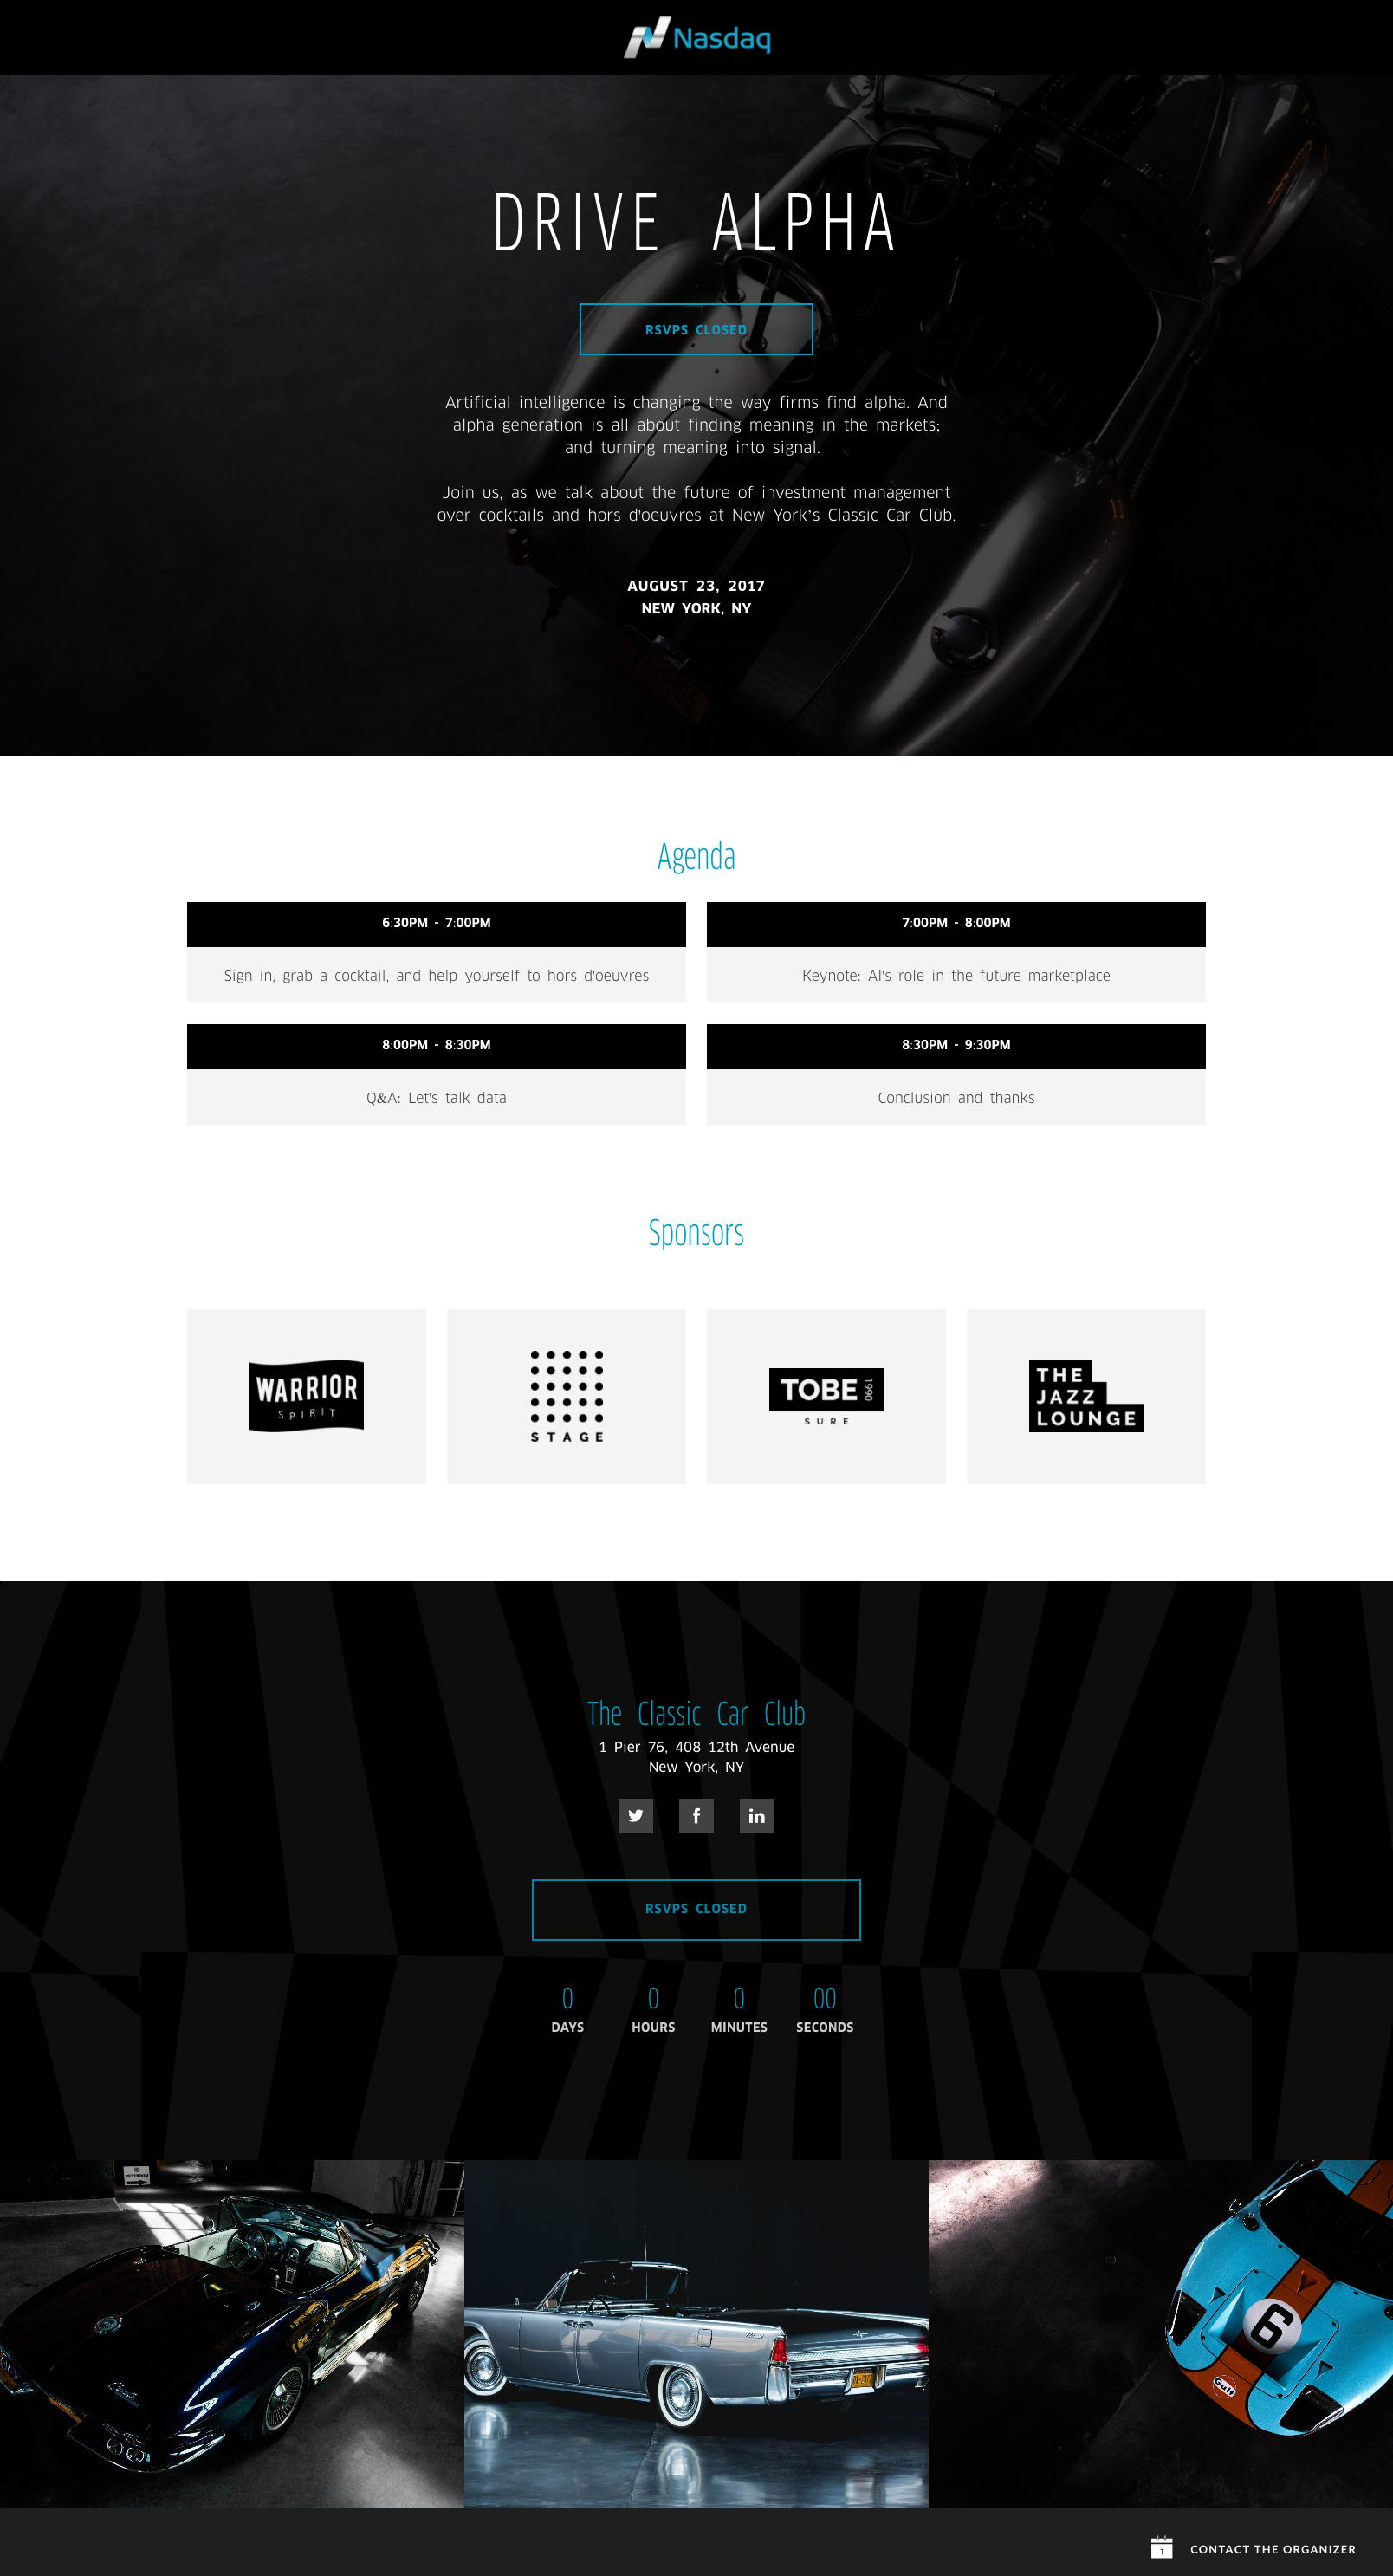 Nasdaq
DRIVE ALPHA
RSVPS CLOSED
Artificial intelligence is changing the way firms find alpha. And
alpha generation is all about finding meaning in the markets;
and turning meaning into signal.
Join us, as we talk about the future of investment management
over cocktails and hors d'oeuvres at New York's Classic Car Club.
AUGUST 23, 2017
NEW YORK, NY
Agenda
6:30PM - 7:00PM
Sign in, grab a cocktail, and help yourself to hors d'oeuvres
7:00PM - 8:00PM
Keynote: AI's role in the future marketplace
8:00PM - 8:30PM
Q&A: Let's talk data
8:30PM - 9:30PM
Conclusion and thanks
Sponsors
WARRIOR
SPIRIT
STAGE
TOBE 1990
SURE
THE
JAZZ
LOUNGE
The Classic Car Club
1 Pier 76, 408 12th Avenue
New York, NY
RSVPS CLOSED
0 0 0 00
DAYS HOURS MINUTES SECONDS
6
Gulf
1 CONTACT THE ORGANIZER